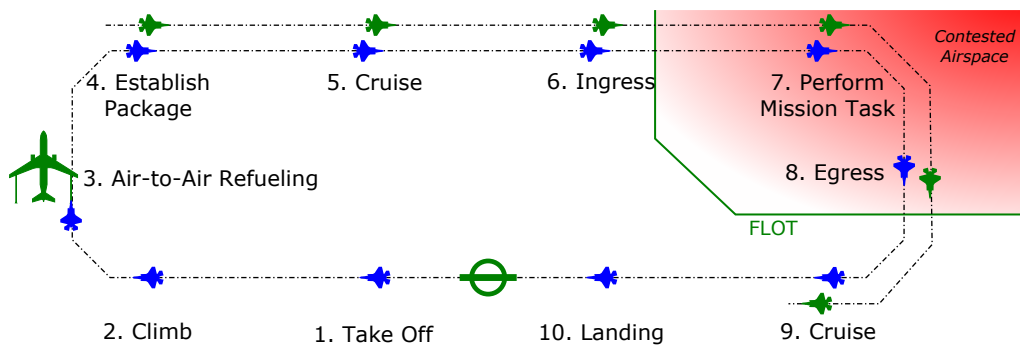 Contested
Airspace
4. Establish
Package
5. Cruise
6. Ingress
7. Perform
Mission Task
3. Air-to-Air Refueling
8. Egress
FLOT
2. Climb
1. Take Off
10. Landing
9. Cruise